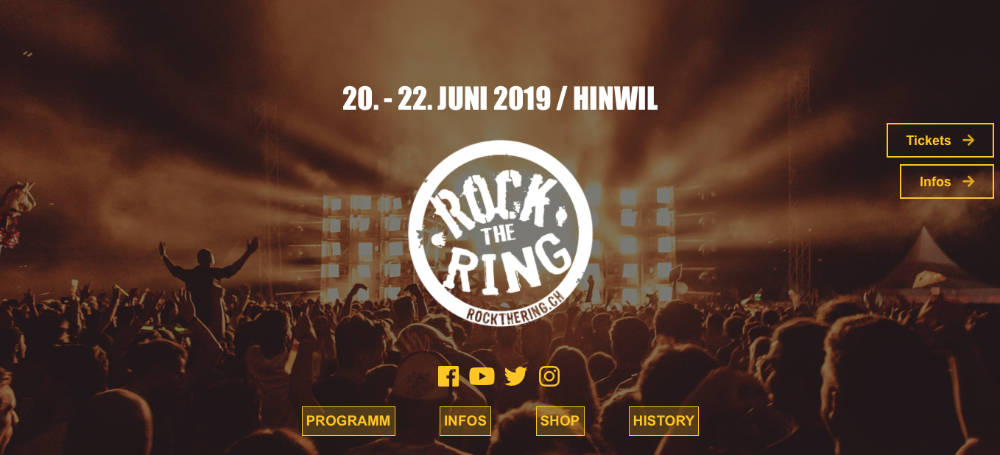 20. - 22. JUNI 2019 / HINWIL
Tickets
Infos
ROCK
THE
RING
ROCKTHERING.CH
PROGRAMM
INFOS
SHOP
HISTORY